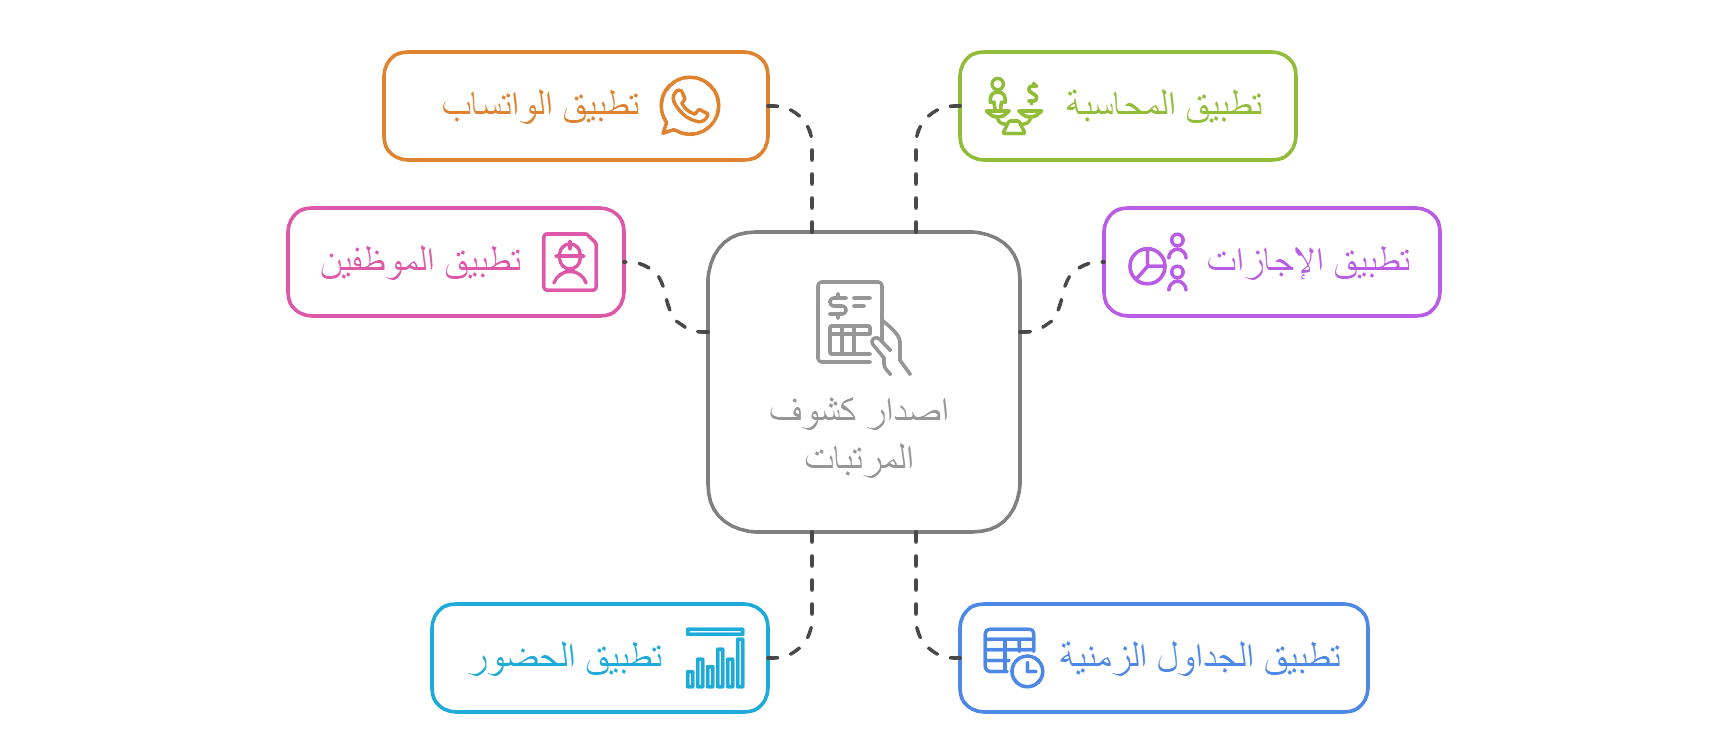 تطبيق المحاسبة
تطبيق الواتساب
تطبيق الإجازات
تطبيق الموظفين
اصدار كشوف
المرتبات
تطبيق الجداول الزمنية
تطبيق الحضور